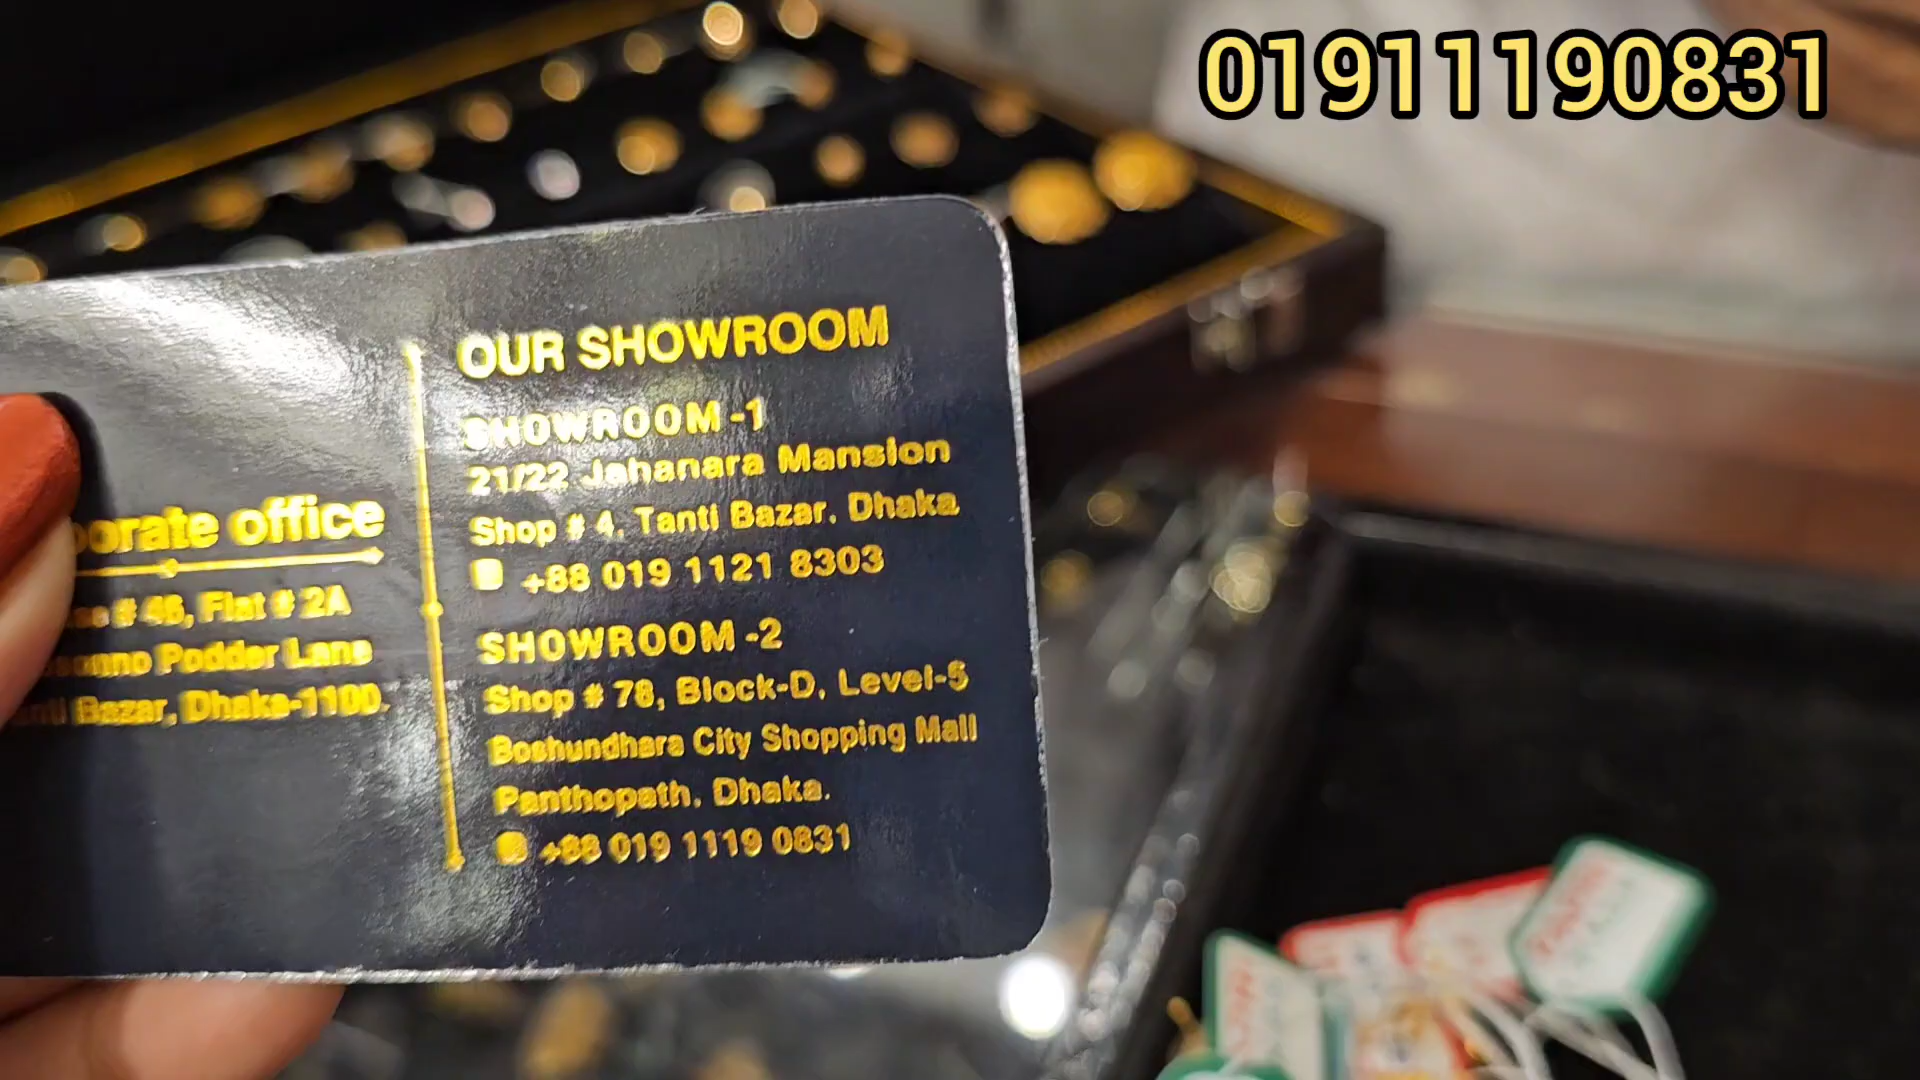 01911190831
OUR SHOWROOM
SHOWROOM -1
21/22 Jahanara Mansion
Shop # 4, Tanti Bazar, Dhaka
+88 019 1121 8303
SHOWROOM -2
Shop # 78, Block-D, Level-5
Boshundhara City Shopping Mall
Panthopath, Dhaka.
+88 019 1119 0831
office
# 46, Flat # 2A
Podder Lane
Bazar, Dhaka-1100.